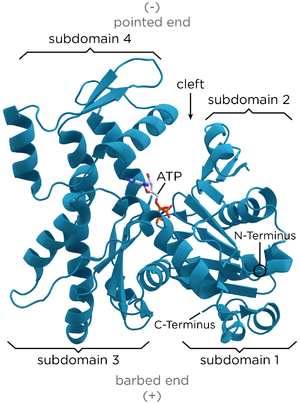 (-)
pointed end
subdomain 4
cleft
subdomain 2
ATP
N-Terminus
C-Terminus
subdomain 3
subdomain 1
barbed end
(+)